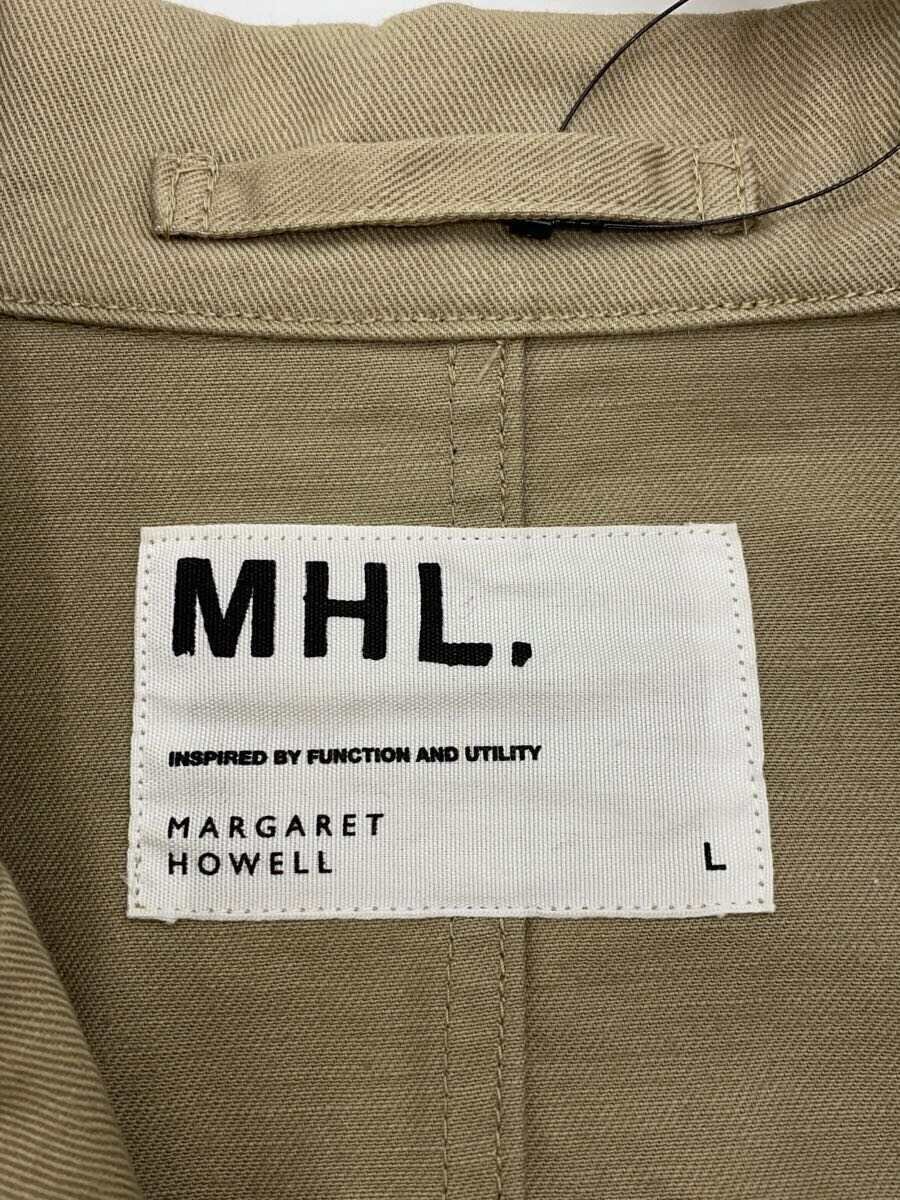 MHL.
INSPIRED BY FUNCTION AND UTILITY
MARGARET
HOWELL
L